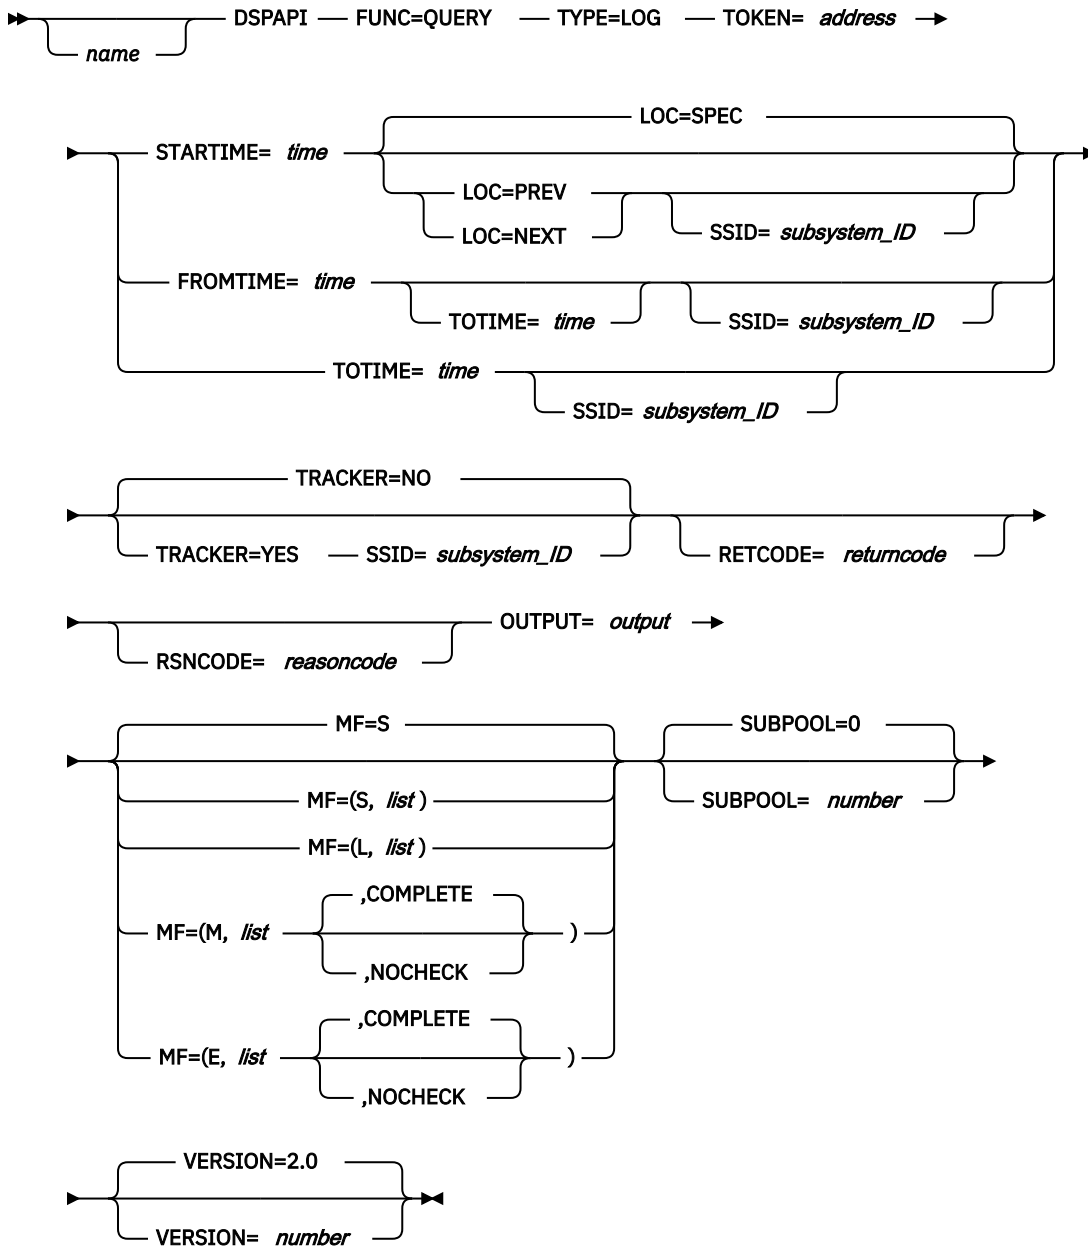 DSPAPI FUNC=QUERY TYPE=LOG TOKEN= address
name
LOC=SPEC
STARTIME= time
LOC=PREV
LOC=NEXT
SSID= subsystem_ID
FROMTIME= time
TOTIME= time
SSID= subsystem_ID
TOTIME= time
SSID= subsystem_ID
TRACKER=NO
TRACKER=YES SSID= subsystem_ID
RETCODE= returncode
RSNCODE= reasoncode
OUTPUT= output
MF=S
MF=(S, list )
MF=(L, list )
,COMPLETE
MF=(M, list )
,NOCHECK
,COMPLETE
MF=(E, list )
,NOCHECK
SUBPOOL=0
SUBPOOL= number
VERSION=2.0
VERSION= number